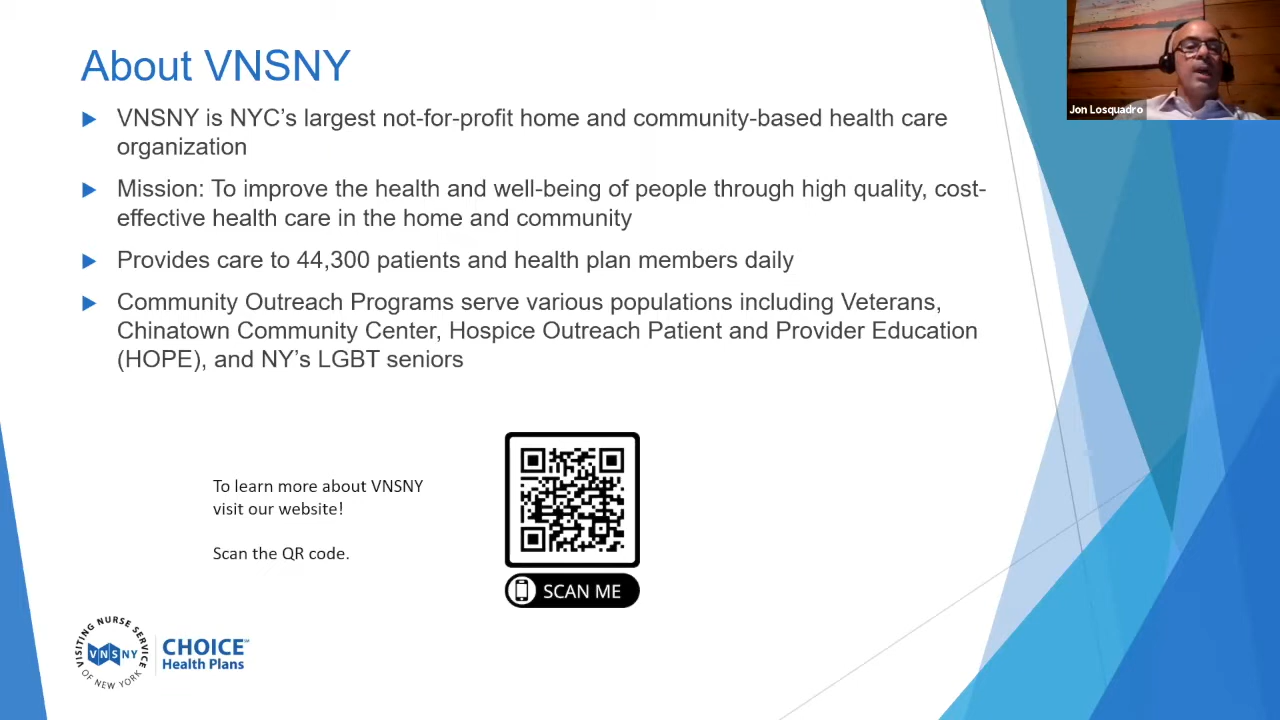 About VNSNY
VNSNY is NYC's largest not-for-profit home and community-based health care
organization
Mission: To improve the health and well-being of people through high quality, cost-
effective health care in the home and community
Provides care to 44,300 patients and health plan members daily
Community Outreach Programs serve various populations including Veterans,
Chinatown Community Center, Hospice Outreach Patient and Provider Education
(HOPE), and NY's LGBT seniors
To learn more about VNSNY
visit our website!
Scan the QR code.
SCAN ME
VISITING NURSE SERVICE
OF NEW YORK
VNSNY
CHOICE
Health Plans
Jon Losquadro